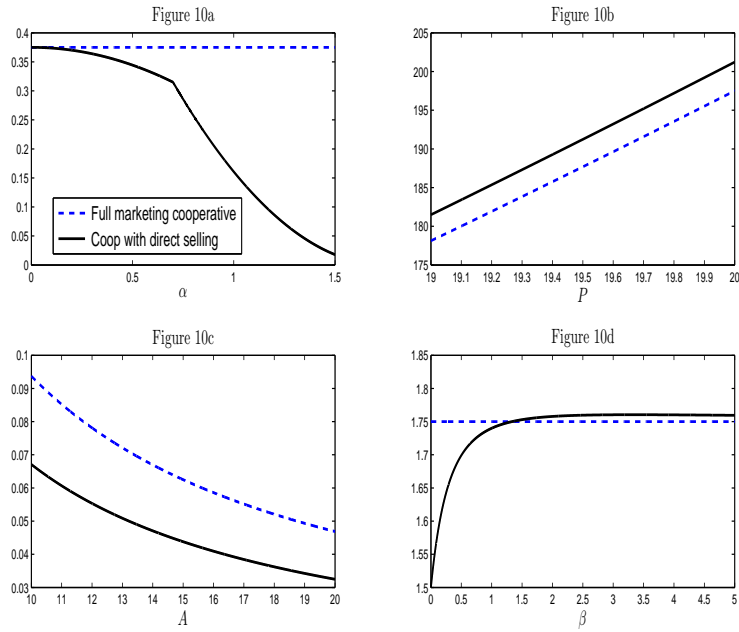 Figure 10a
0.4
0.35
0.3
0.25
0.2
0.15
0.1
0.05
0
0 0.5 1 1.5
α
Full marketing cooperative
Coop with direct selling
Figure 10b
205
200
195
190
185
180
175
19 19.1 19.2 19.3 19.4 19.5 19.6 19.7 19.8 19.9 20
P
Figure 10c
0.1
0.09
0.08
0.07
0.06
0.05
0.04
0.03
10 11 12 13 14 15 16 17 18 19 20
A
Figure 10d
1.85
1.8
1.75
1.7
1.65
1.6
1.55
1.5
0 0.5 1 1.5 2 2.5 3 3.5 4 4.5 5
β